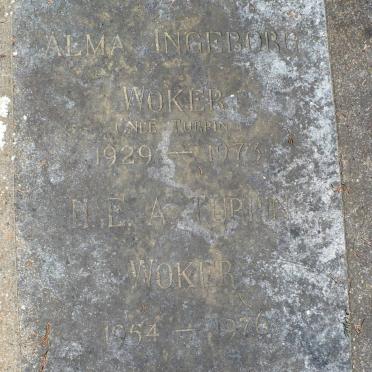 ALMA INGEBORG
WOKER
(NEE TURPIN)
1929 — 1973
H. E. A. TURPIN
WOKER
1954 — 1976